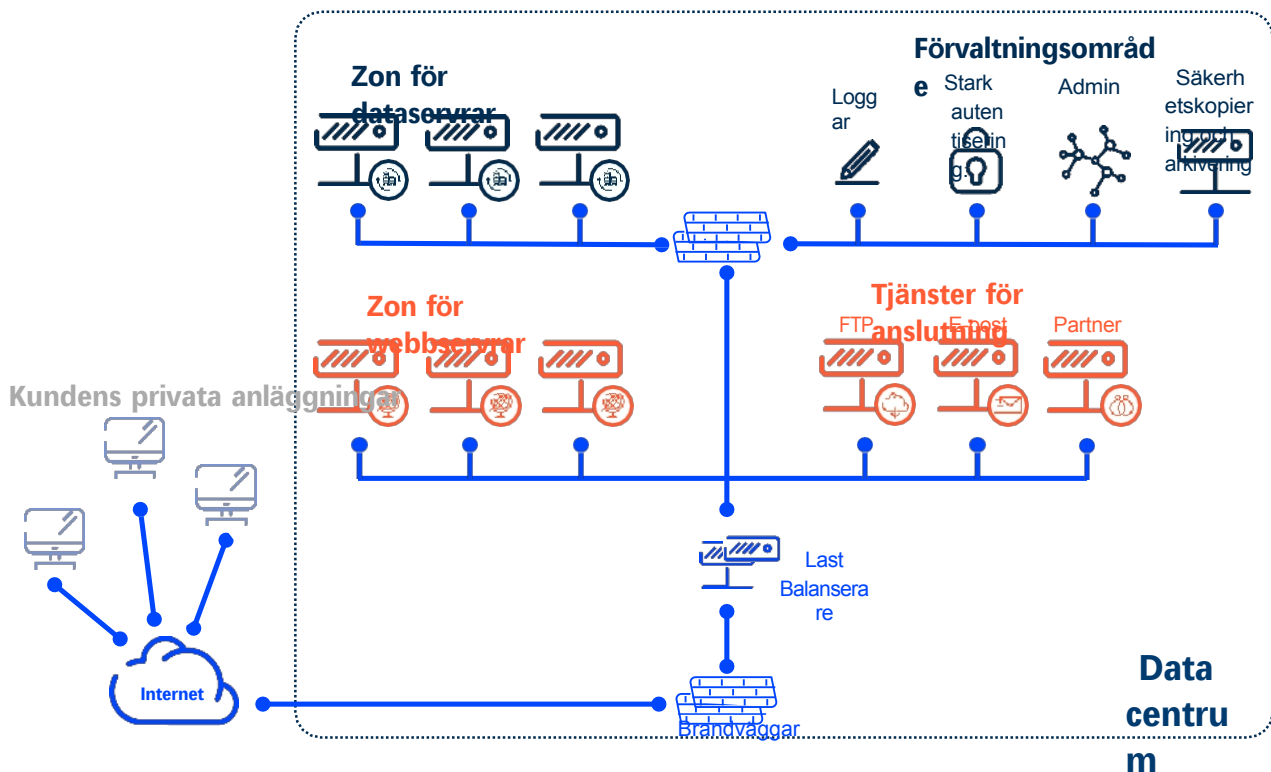 Förvaltningsområd
e
Zon för
dataservrar
Logg
ar
Stark
auten
tiserin
g.
Admin
Säkerh
etskopier
ing och
arkivering
Zon för
webbservrar
Tjänster för
anslutning
FTP
E-post
Partner
Kundens privata anläggningar
Last
Balansera
re
Internet
Brandväggar
Data
centru
m